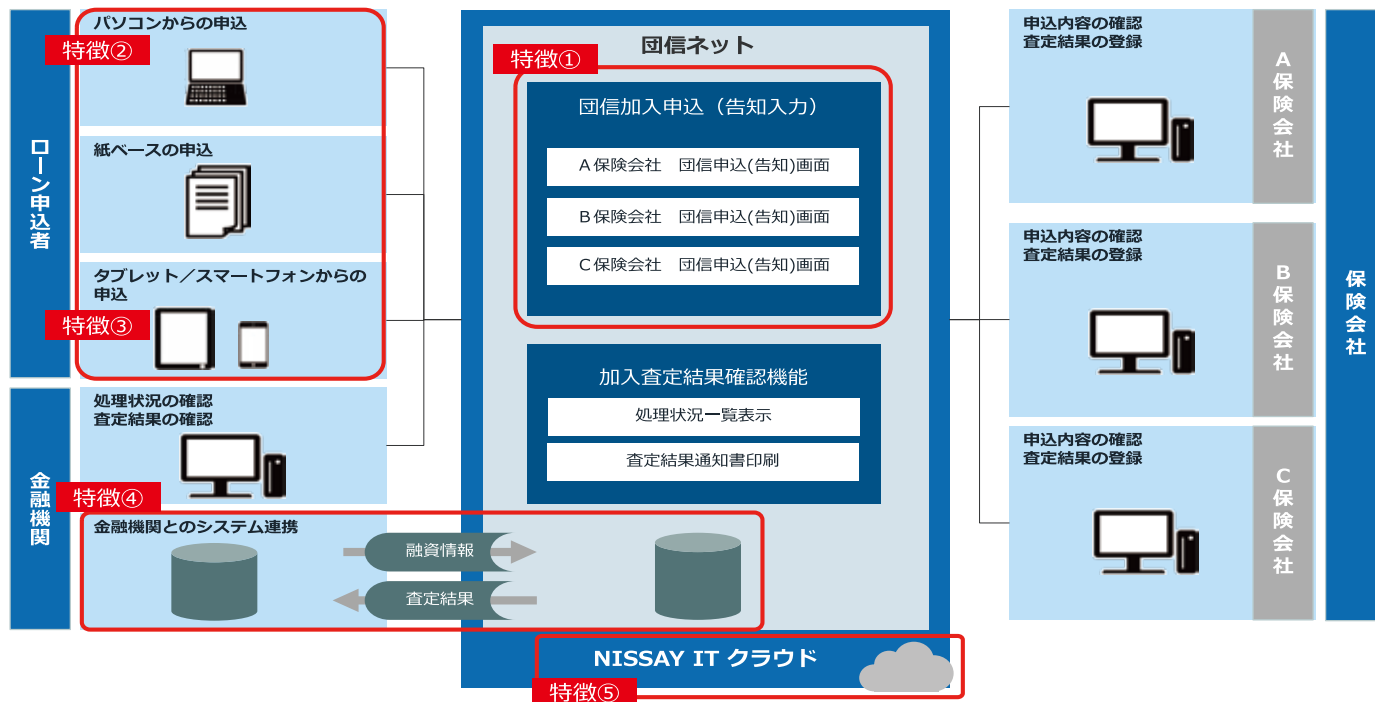 ローン申込者
パソコンからの申込
特徴②
紙ベースの申込
タブレット／スマートフォンからの
申込
特徴③
金融機関
処理状況の確認
査定結果の確認
特徴④
金融機関とのシステム連携
融資情報
査定結果
団信ネット
特徴①
団信加入申込（告知入力）
A保険会社　団信申込(告知)画面
B保険会社　団信申込(告知)画面
C保険会社　団信申込(告知)画面
加入査定結果確認機能
処理状況一覧表示
査定結果通知書印刷
NISSAY IT クラウド
特徴⑤
申込内容の確認
査定結果の登録
A保険会社
申込内容の確認
査定結果の登録
B保険会社
申込内容の確認
査定結果の登録
C保険会社
保険会社